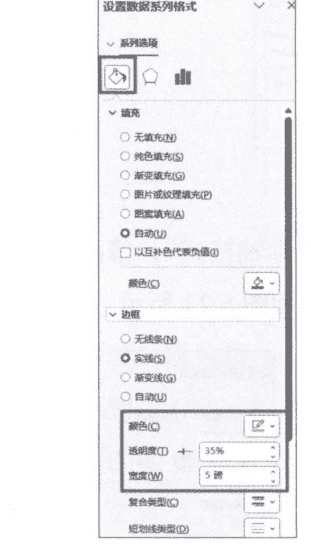 设置数据系列格式
系列选项
填充
无填充(N)
纯色填充(S)
渐变填充(G)
图片或纹理填充(P)
图案填充(A)
自动(U)
以互补色代表负值(I)
颜色(C)
边框
无线条(N)
实线(S)
渐变线(G)
自动(U)
颜色(C)
透明度(T) 35%
宽度(W) 5 磅
复合类型(C)
短划线类型(D)